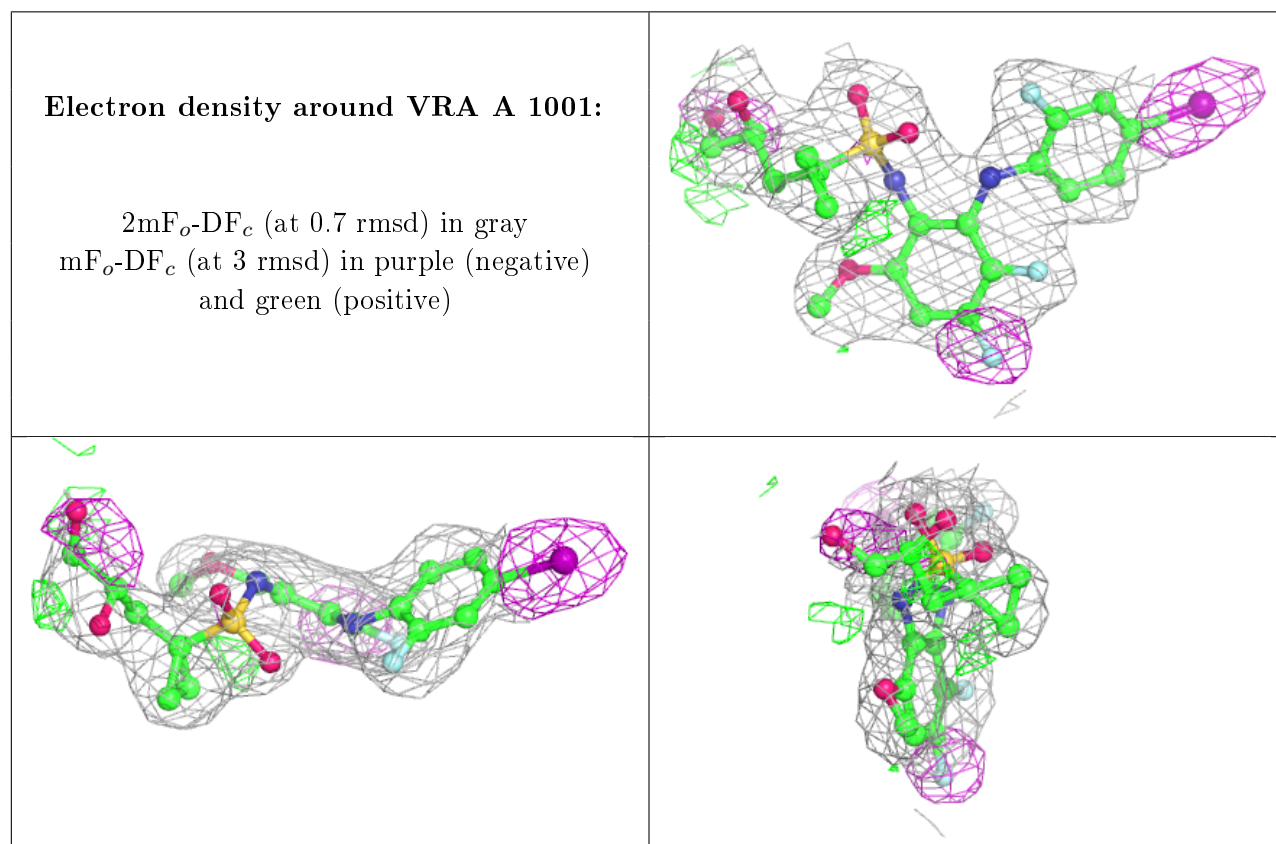 Electron density around VRA A 1001:
2mFo-DFc (at 0.7 rmsd) in gray
mFo-DFc (at 3 rmsd) in purple (negative)
and green (positive)